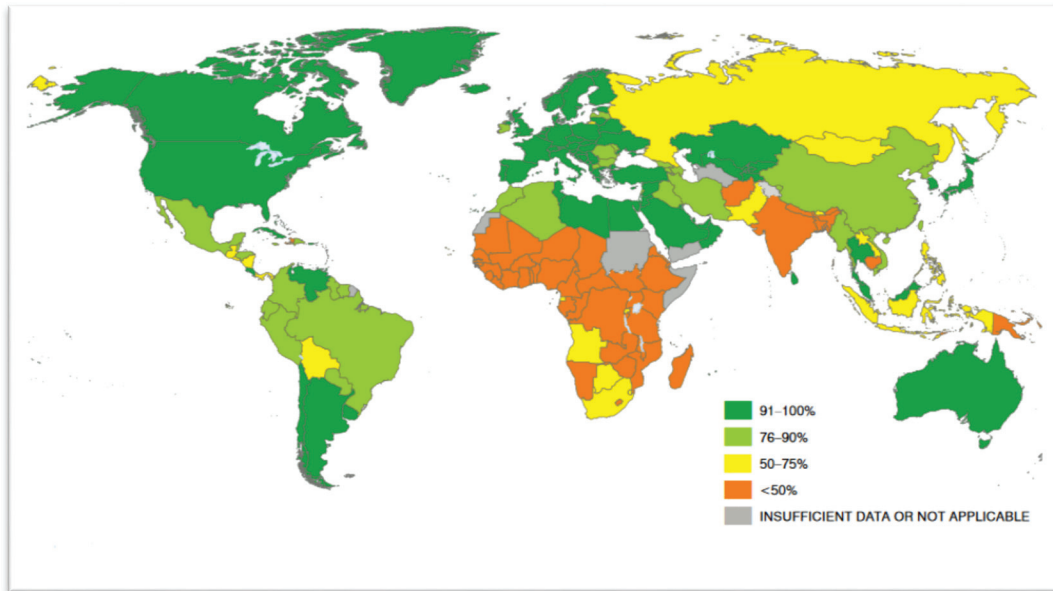 91–100%
76–90%
50–75%
<50%
INSUFFICIENT DATA OR NOT APPLICABLE